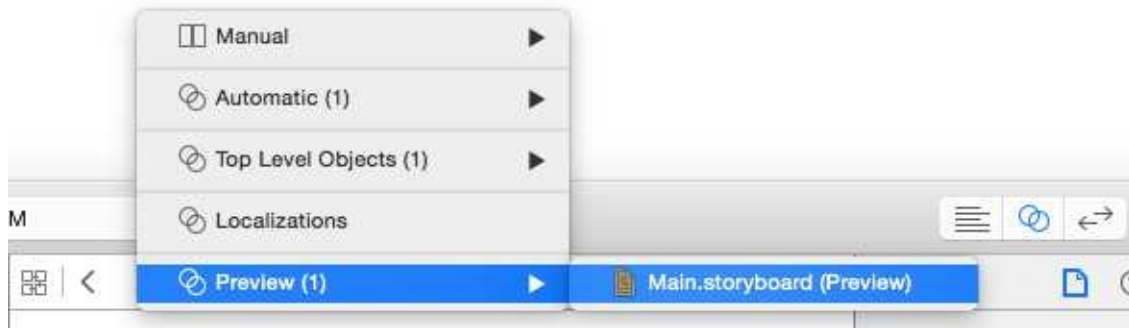 Manual
Automatic (1)
Top Level Objects (1)
M
Localizations
Preview (1)
Main.storyboard (Preview)